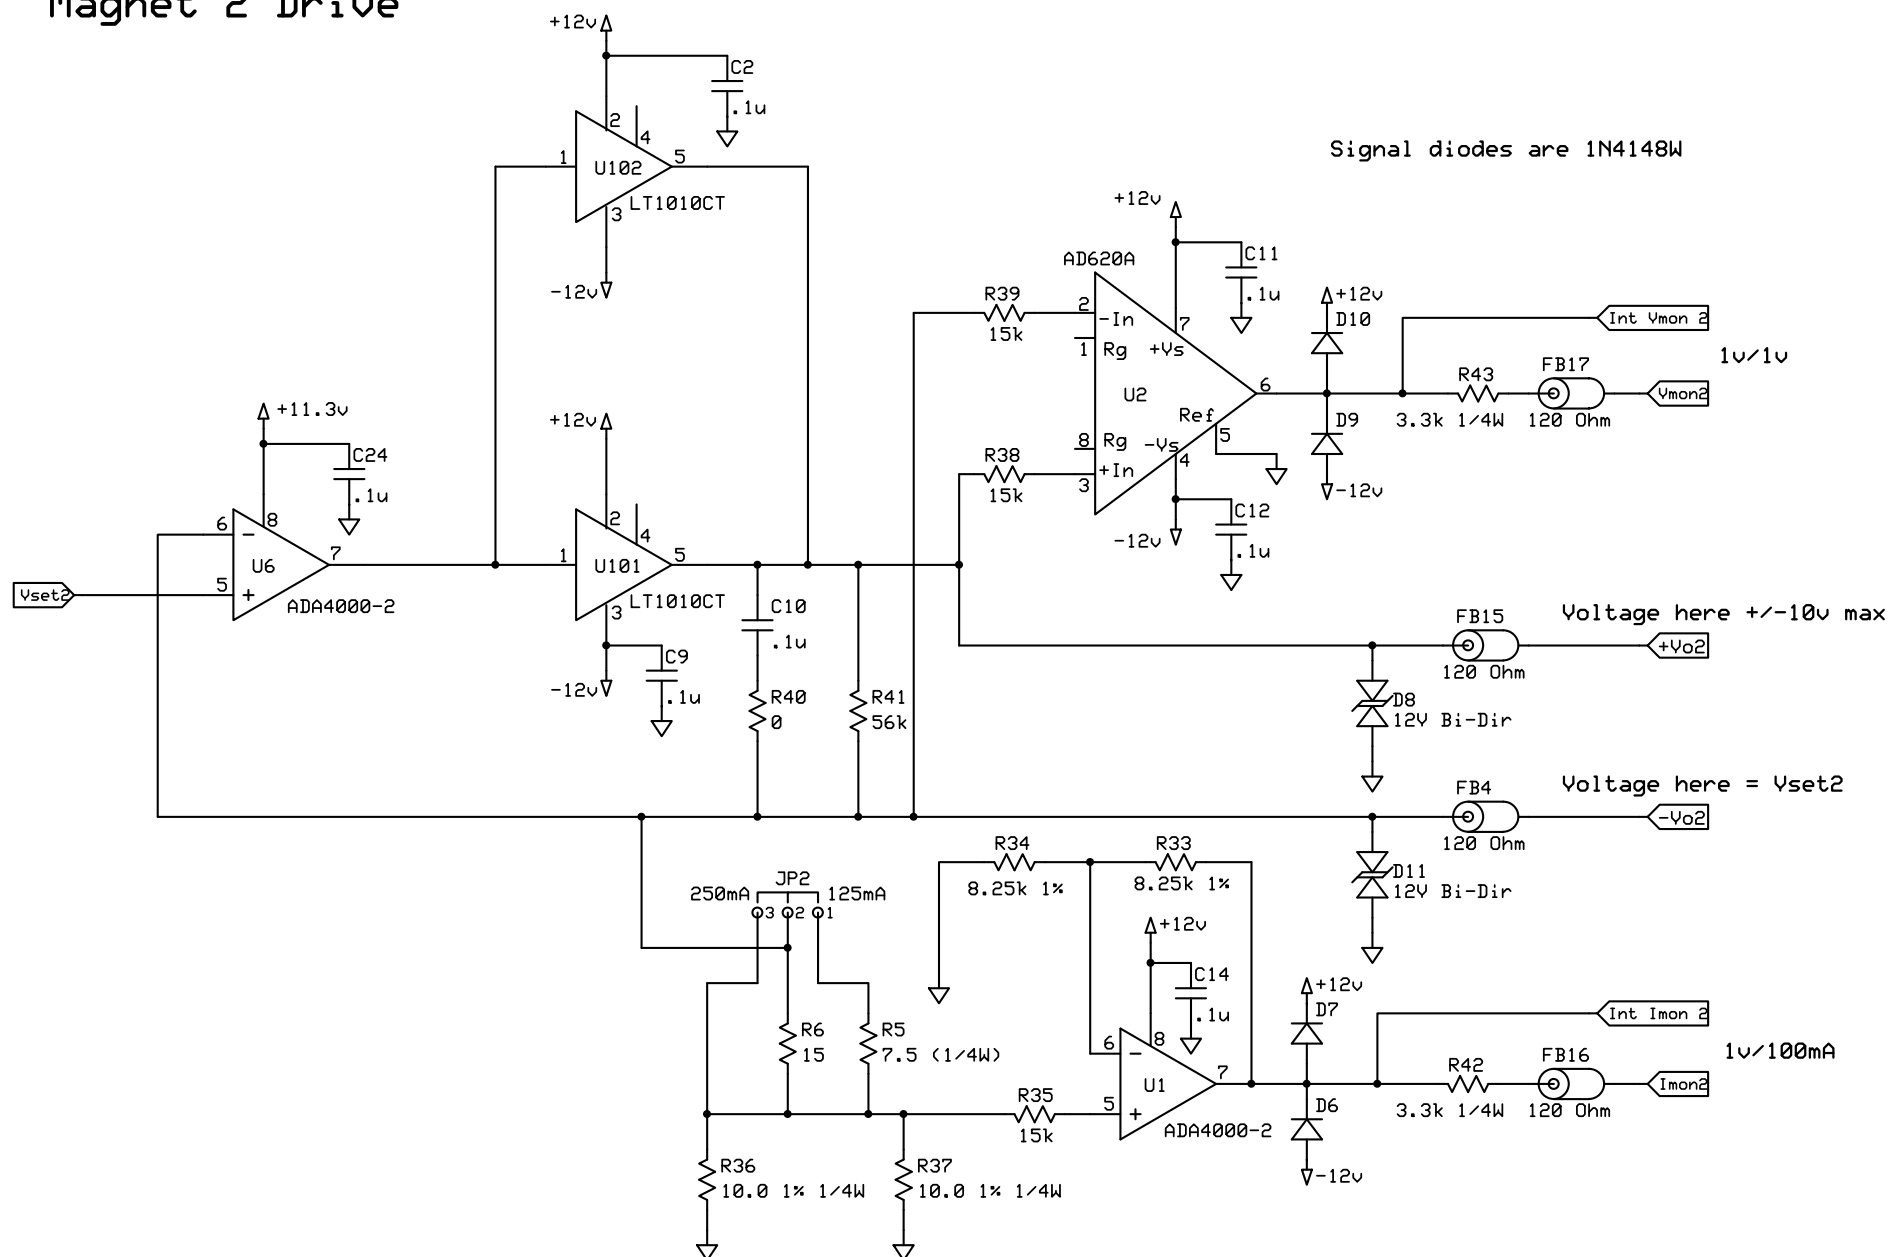 Magnet 2 Drive
+12v
C2
.1u
2
4
1
U102
5
3
LT1010CT
-12v
Signal diodes are 1N4148W
+12v
C11
.1u
AD620A
R39
15k
2
-In
7
1
Rg
+Vs
U2
6
Ref
5
8
Rg
-Vs
4
R38
15k
+In
3
-12v
C12
.1u
+12v
D10
D9
-12v
Int Vmon 2
1v/1v
R43
3.3k 1/4W
FB17
120 Ohm
Vmon2
+11.3v
C24
.1u
6
8
-
U6
7
5
+
Vset2
ADA4000-2
+12v
2
4
1
U101
5
3
LT1010CT
-12v
C9
.1u
C10
.1u
R40
0
R41
56k
FB15
120 Ohm
Voltage here +/-10v max
+Vo2
D8
12V Bi-Dir
Voltage here = Vset2
FB4
120 Ohm
-Vo2
D11
12V Bi-Dir
R34
8.25k 1%
R33
8.25k 1%
JP2
250mA
125mA
3
2
1
+12v
C14
.1u
R6
15
R5
7.5 (1/4W)
6
8
-
U1
7
5
+
ADA4000-2
R35
15k
+12v
D7
D6
-12v
Int Imon 2
1v/100mA
R42
3.3k 1/4W
FB16
120 Ohm
Imon2
R36
10.0 1% 1/4W
R37
10.0 1% 1/4W